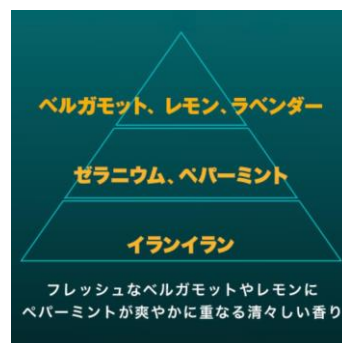 ベルガモット、レモン、ラベンダー
ゼラニウム、ペパーミント
イランイラン
フレッシュなベルガモットやレモンに
ペパーミントが爽やかに重なる清々しい香り